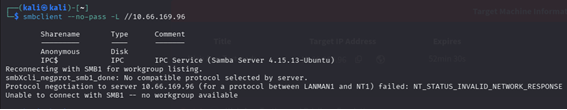 (kali㉿kali)-[~]
$ smbclient --no-pass -L //10.66.169.96
Sharename Type Comment
Anonymous Disk
IPC$ IPC IPC Service (Samba Server 4.15.13-Ubuntu)
Reconnecting with SMB1 for workgroup listing.
smbXcli_negprot_smb1_done: No compatible protocol selected by server.
Protocol negotiation to server 10.66.169.96 (for a protocol between LANMAN1 and NT1) failed: NT_STATUS_INVALID_NETWORK_RESPONSE
Unable to connect with SMB1 -- no workgroup available